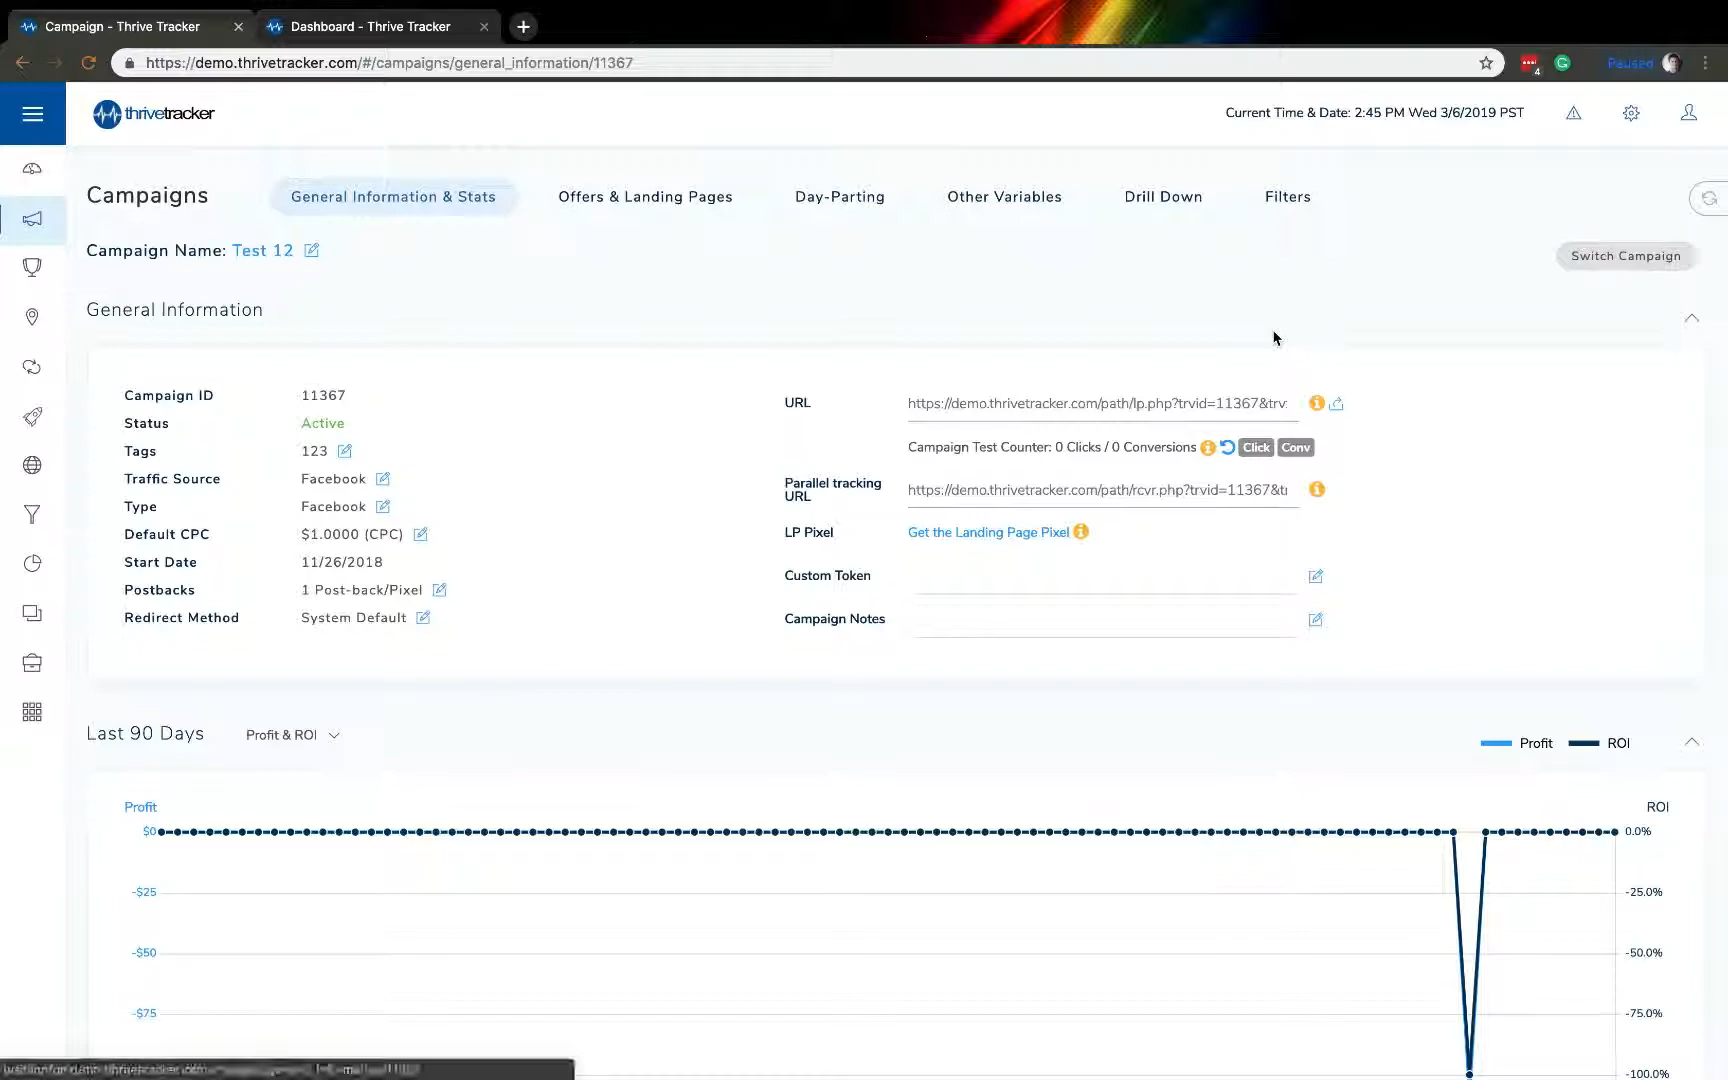 Campaign - Thrive Tracker
Dashboard - Thrive Tracker
https://demo.thrivetracker.com/#/campaigns/general_information/11367
4
Paused
thrivetracker
Current Time & Date: 2:45 PM Wed 3/6/2019 PST
Campaigns
General Information & Stats
Offers & Landing Pages
Day-Parting
Other Variables
Drill Down
Filters
Campaign Name: Test 12
Switch Campaign
General Information
Campaign ID 11367
Status Active
Tags 123
Traffic Source Facebook
Type Facebook
Default CPC $1.0000 (CPC)
Start Date 11/26/2018
Postbacks 1 Post-back/Pixel
Redirect Method System Default
URL https://demo.thrivetracker.com/path/lp.php?trvid=11367&trv
Campaign Test Counter: 0 Clicks / 0 Conversions Click Conv
Parallel tracking
URL
https://demo.thrivetracker.com/path/rcvr.php?trvid=11367&t
LP Pixel Get the Landing Page Pixel
Custom Token
Campaign Notes
Last 90 Days
Profit & ROI
Profit ROI
Profit
ROI
$0
0.0%
-$25
-25.0%
-$50
-50.0%
-$75
-75.0%
-100.0%